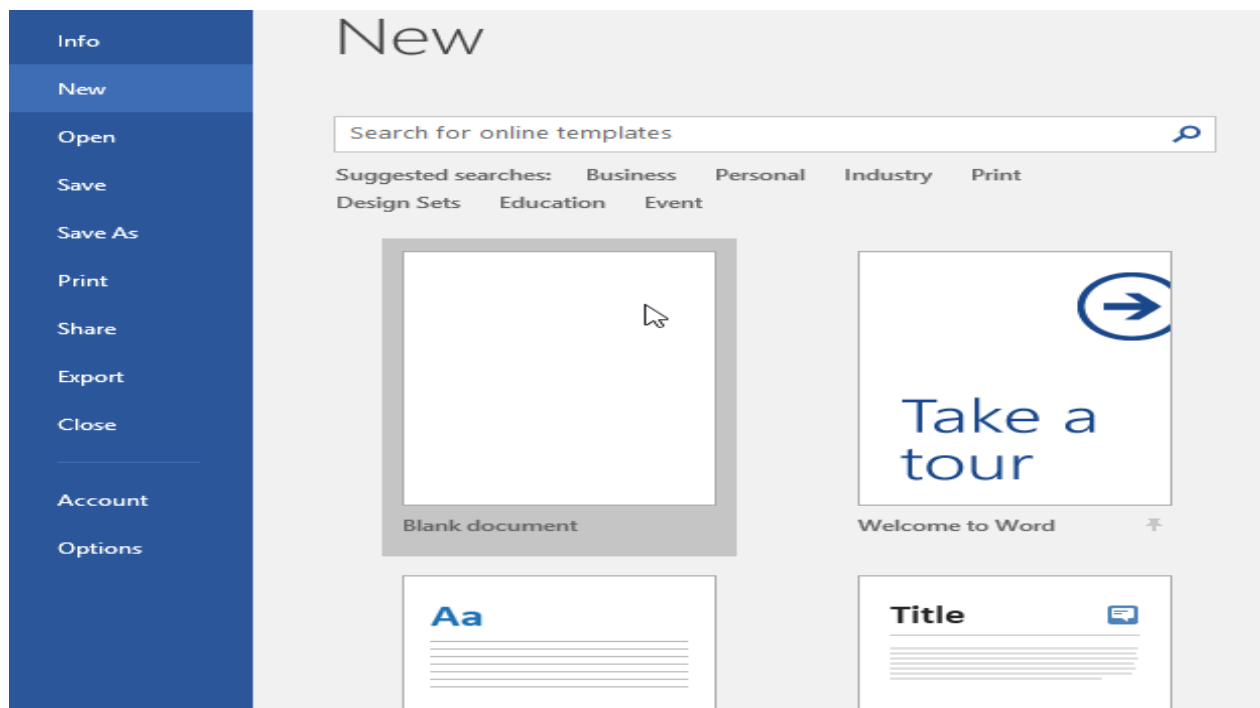 Info
New
Open
Save
Save As
Print
Share
Export
Close
Account
Options
New
Search for online templates
Suggested searches: Business Personal Industry Print
Design Sets Education Event
Take a
tour
Blank document
Welcome to Word
Aa
Title